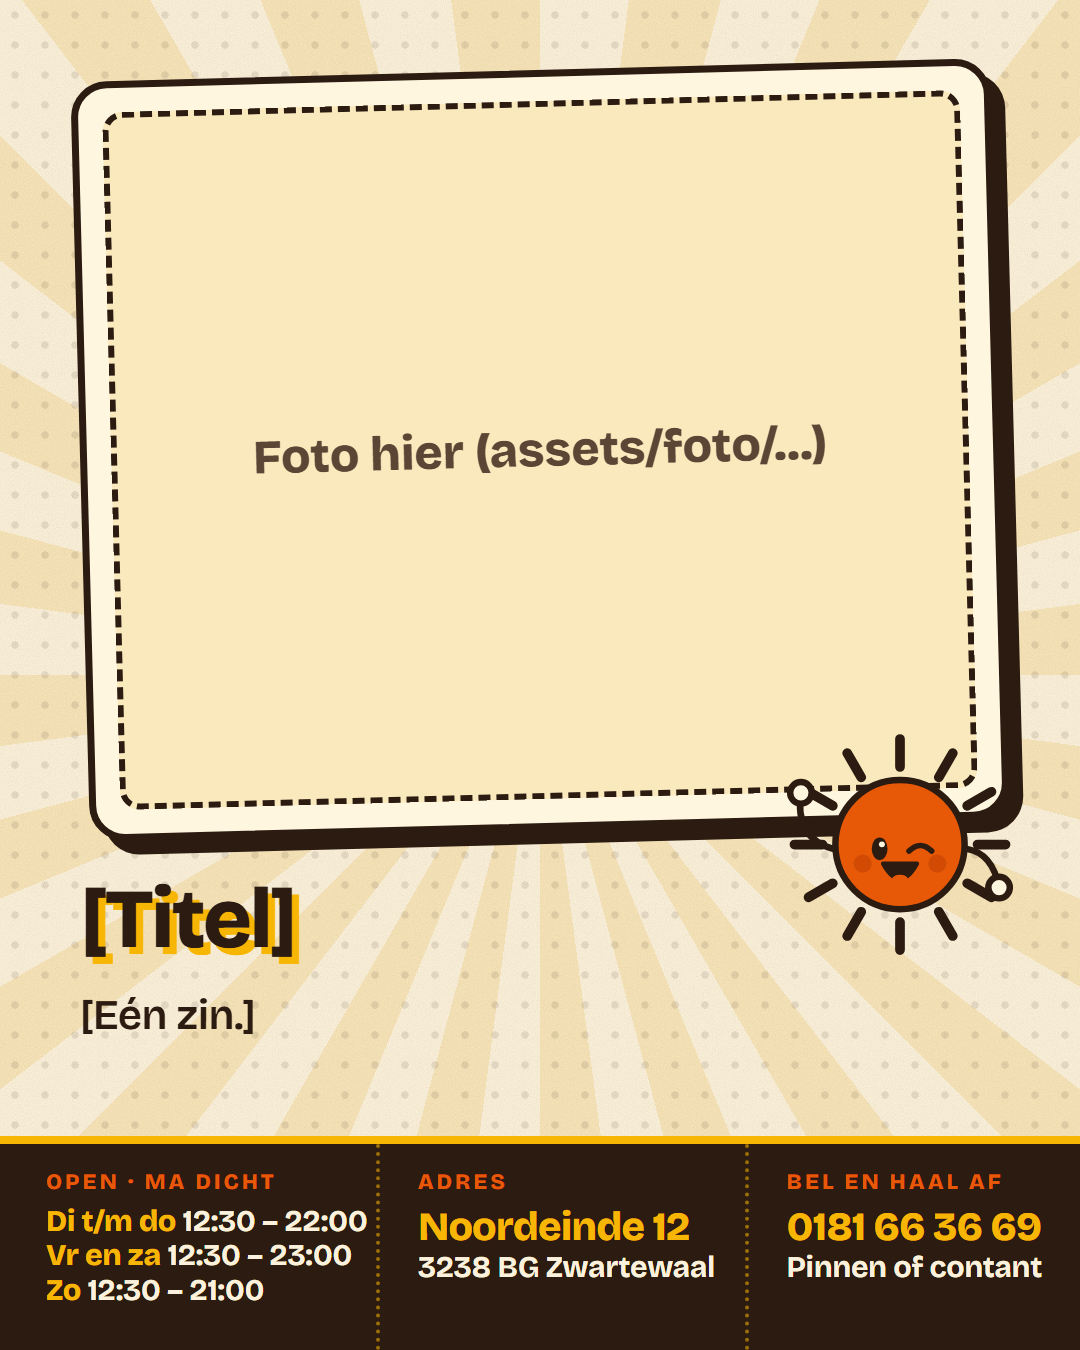 Foto hier (assets/foto/...)
[Titel]
[Eén zin.]
OPEN · MA DICHT
Di t/m do 12:30 – 22:00
Vr en za 12:30 – 23:00
Zo 12:30 – 21:00
ADRES
Noordeinde 12
3238 BG Zwartewaal
BEL EN HAAL AF
0181 66 36 69
Pinnen of contant